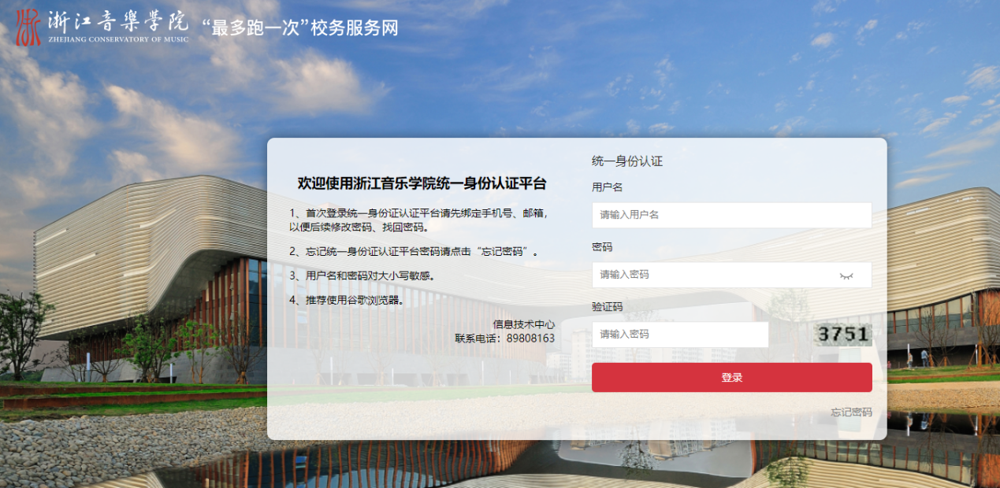 浙江音樂学院
ZHEJIANG CONSERVATORY OF MUSIC
“最多跑一次”校务服务网
欢迎使用浙江音乐学院统一身份认证平台
1、首次登录统一身份证认证平台请先绑定手机号、邮箱，
以便后续修改密码、找回密码。
2、忘记统一身份证认证平台密码请点击“忘记密码”。
3、用户名和密码对大小写敏感。
4、推荐使用谷歌浏览器。
信息技术中心
联系电话：89808163
统一身份认证
用户名
请输入用户名
密码
请输入密码
验证码
请输入密码
3751
登录
忘记密码